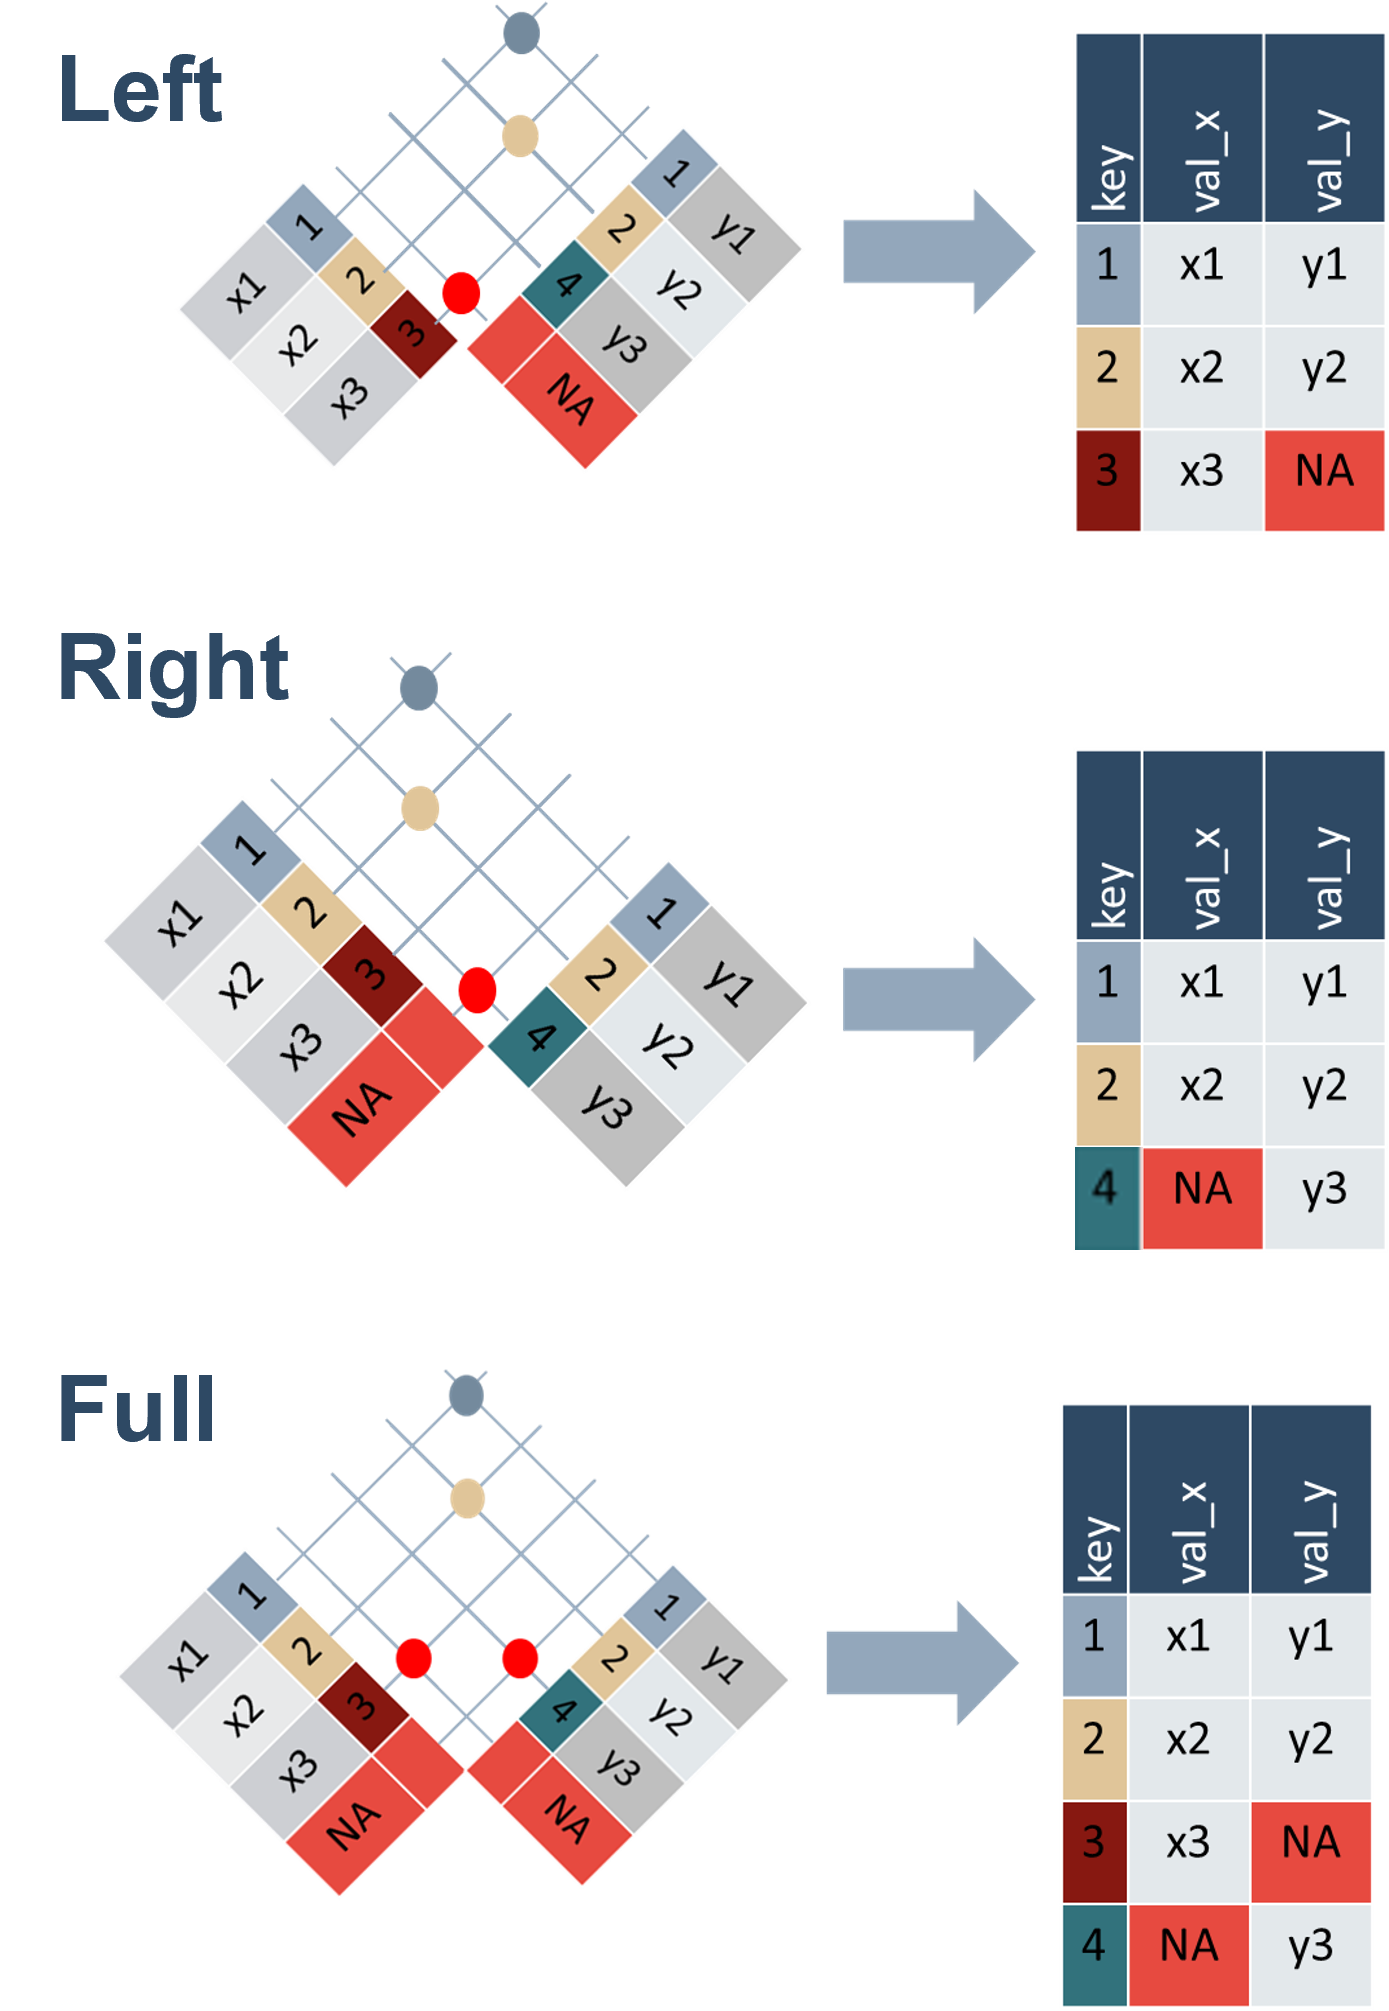 Left
1
x1
2
x2
3
x3
1
y1
2
y2
4
y3
NA
key val_x val_y
1 x1 y1
2 x2 y2
3 x3 NA
Right
1
x1
2
x2
3
x3
NA
1
y1
2
y2
4
y3
key val_x val_y
1 x1 y1
2 x2 y2
4 NA y3
Full
1
x1
2
x2
3
x3
NA
1
y1
2
y2
4
y3
NA
key val_x val_y
1 x1 y1
2 x2 y2
3 x3 NA
4 NA y3